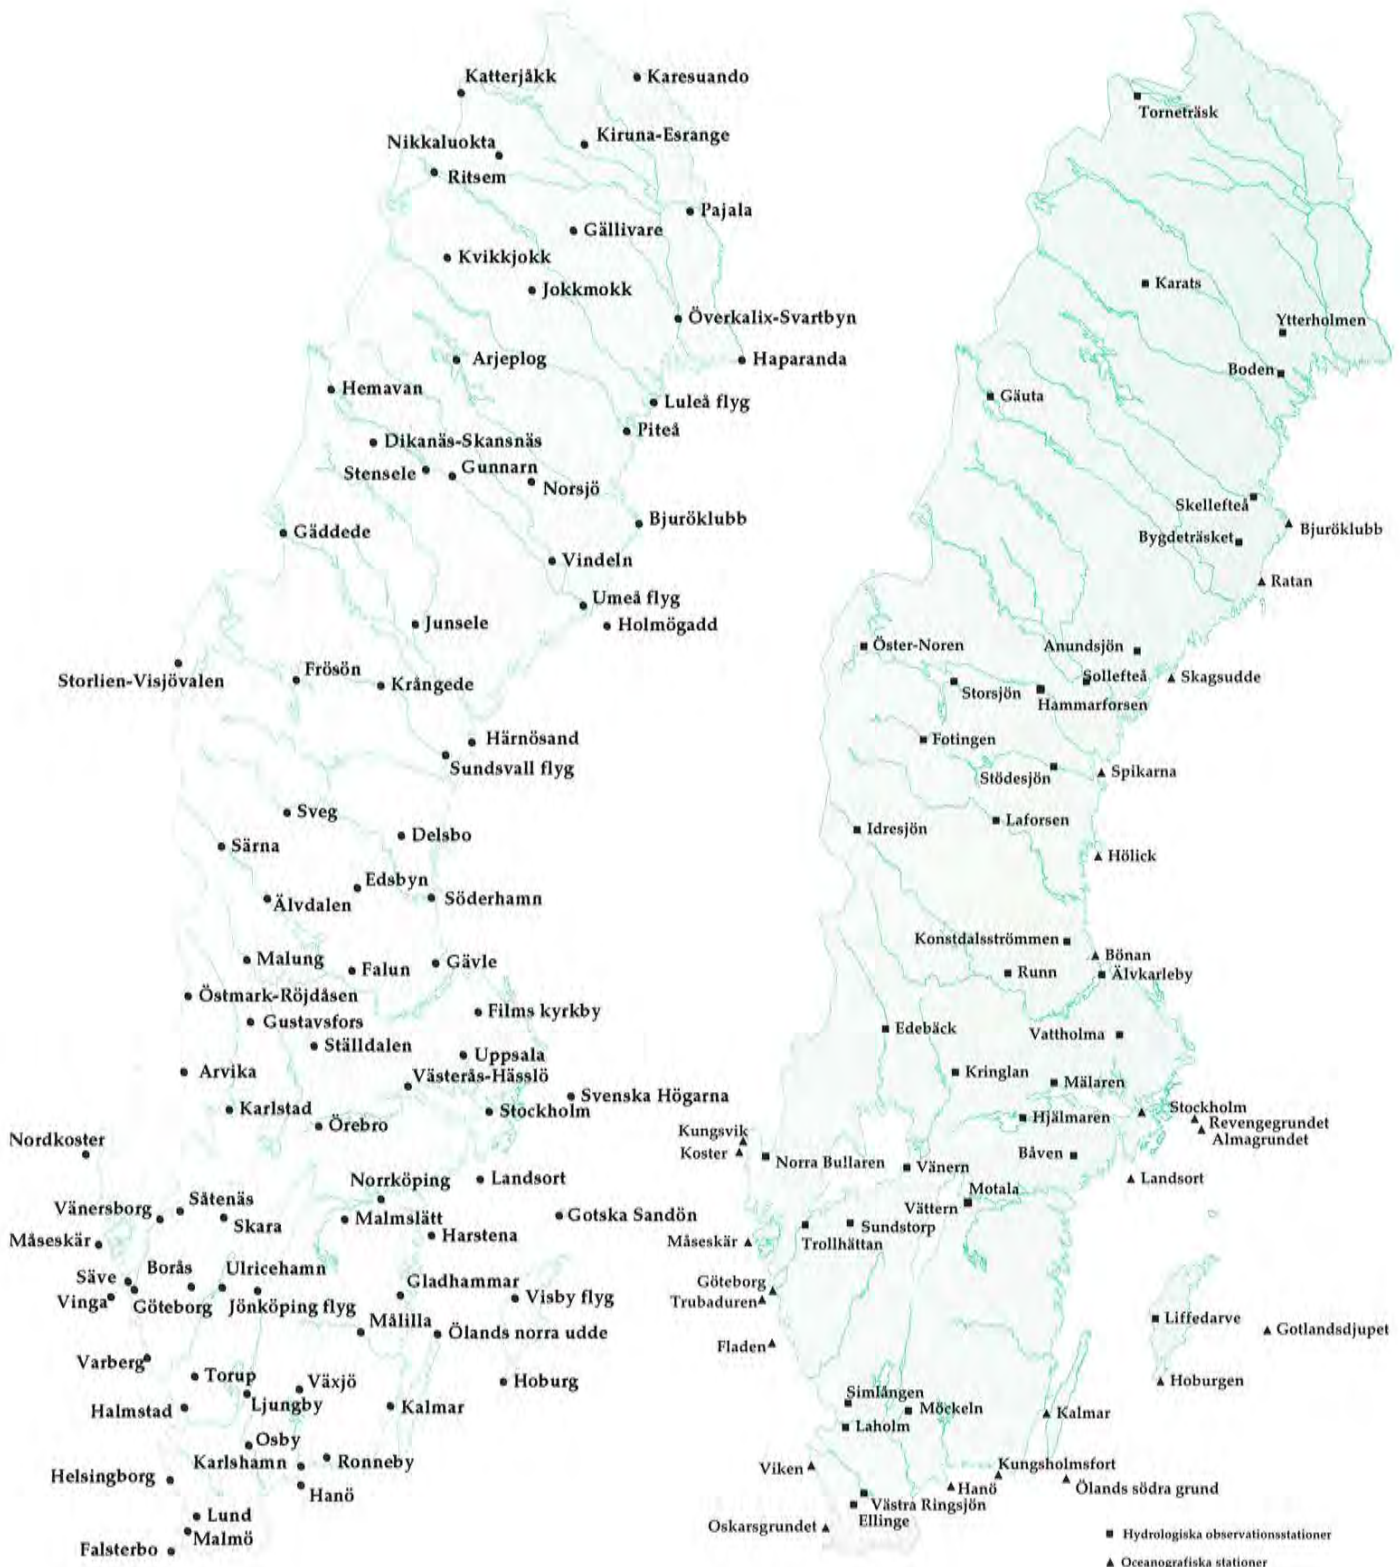 Katterjåkk
Karesuando
Nikkaluokta
Kiruna-Esrange
Ritsem
Pajala
Gällivare
Kvikkjokk
Jokkmokk
Överkalix-Svartbyn
Arjeplog
Haparanda
Hemavan
Luleå flyg
Piteå
Dikanäs-Skansnäs
Stensele
Gunnarn
Norsjö
Bjuröklubb
Gäddede
Vindeln
Umeå flyg
Junsele
Holmögadd
Storlien-Visjövalen
Frösön
Krångede
Härnösand
Sundsvall flyg
Sveg
Delsbo
Särna
Edsbyn
Älvdalen
Söderhamn
Malung
Falun
Gävle
Östmark-Röjdåsen
Films kyrkby
Gustavsfors
Ställdalen
Uppsala
Arvika
Västerås-Hässlö
Svenska Högarna
Karlstad
Stockholm
Örebro
Nordkoster
Norrköping
Landsort
Såtenäs
Vänersborg
Skara
Malmslätt
Gotska Sandön
Harstena
Måseskär
Borås
Ulricehamn
Säve
Gladhammar
Vinga
Göteborg
Jönköping flyg
Visby flyg
Målilla
Ölands norra udde
Varberg
Torup
Växjö
Hoburg
Halmstad
Ljungby
Kalmar
Osby
Karlshamn
Ronneby
Helsingborg
Hanö
Lund
Malmö
Falsterbo
Torneträsk
Karats
Ytterholmen
Boden
Gäuta
Skellefteå
Bjuröklubb
Bygdeträsket
Ratan
Öster-Noren
Anundsjön
Sollefteå
Skagsudde
Storsjön
Hammarforsen
Fotingen
Stödesjön
Spikarna
Laforsen
Idresjön
Hölick
Konstdalsströmmen
Bönan
Runn
Älvkarleby
Edebäck
Vattholma
Kringlan
Mälaren
Stockholm
Hjälmaren
Revengegrundet
Almagrundet
Kungsvik
Koster
Norra Bullaren
Vänern
Båven
Landsort
Motala
Vättern
Sundstorp
Trollhättan
Måseskär
Göteborg
Trubaduren
Liffedarve
Gotlandsdjupet
Fladen
Hoburgen
Simlången
Möckeln
Kalmar
Laholm
Viken
Kungsholmsfort
Hanö
Ölands södra grund
Västra Ringsjön
Ellinge
Oskarsgrundet
Hydrologiska observationsstationer
Oceanografiska stationer